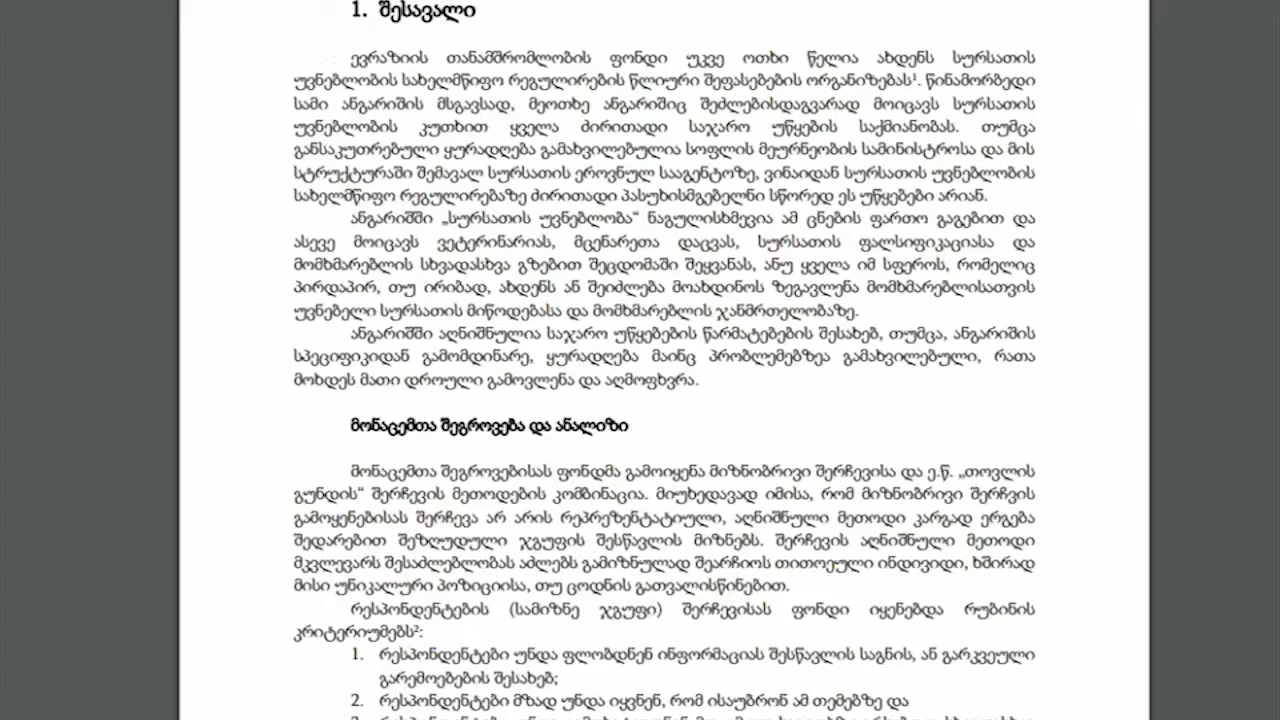 1. შესავალი
ევრაზიის თანამშრომლობის ფონდი უკვე ოთხი წელია ახდენს სურსათის
უვნებლობის სახელმწიფო რეგულირების წლიური შეფასებების ორგანიზებას¹. წინამორბედი
სამი ანგარიშის მსგავსად, მეოთხე ანგარიშიც შეძლებისდაგვარად მოიცავს სურსათის
უვნებლობის კუთხით ყველა ძირითადი საჯარო უწყების საქმიანობას. თუმცა
განსაკუთრებული ყურადღება გამახვილებულია სოფლის მეურნეობის სამინისტროსა და მის
სტრუქტურაში შემავალ სურსათის ეროვნულ სააგენტოზე, ვინაიდან სურსათის უვნებლობის
სახელმწიფო რეგულირებაზე ძირითადი პასუხისმგებელნი სწორედ ეს უწყებები არიან.
ანგარიშში „სურსათის უვნებლობა“ ნაგულისხმევია ამ ცნების ფართო გაგებით და
ასევე მოიცავს ვეტერინარიას, მცენარეთა დაცვას, სურსათის ფალსიფიკაციასა და
მომხმარებლის სხვადასხვა გზებით შეცდომაში შეყვანას, ანუ ყველა იმ სფეროს, რომელიც
პირდაპირ, თუ ირიბად, ახდენს ან შეიძლება მოახდინოს ზეგავლენა მომხმარებლისათვის
უვნებელი სურსათის მიწოდებასა და მომხმარებლის ჯანმრთელობაზე.
ანგარიშში აღნიშნულია საჯარო უწყებების წარმატებების შესახებ, თუმცა, ანგარიშის
სპეციფიკიდან გამომდინარე, ყურადღება მაინც პრობლემებზეა გამახვილებული, რათა
მოხდეს მათი დროული გამოვლენა და აღმოფხვრა.
მონაცემთა შეგროვება და ანალიზი
მონაცემთა შეგროვებისას ფონდმა გამოიყენა მიზნობრივი შერჩევისა და ე.წ. „თოვლის
გუნდის“ შერჩევის მეთოდების კომბინაცია. მიუხედავად იმისა, რომ მიზნობრივი შერჩვის
გამოყენებისას შერჩევა არ არის რეპრეზენტატიული, აღნიშნული მეთოდი კარგად ერგება
შედარებით შეზღუდული ჯგუფის შესწავლის მიზნებს. შერჩევის აღნიშნული მეთოდი
მკვლევარს შესაძლებლობას აძლებს გამიზნულად შეარჩიოს თითოეული ინდივიდი, ხშირად
მისი უნიკალური პოზიციისა, თუ ცოდნის გათვალისწინებით.
რესპონდენტების (სამიზნე ჯგუფი) შერჩევისას ფონდი იყენებდა რუბინის
კრიტერიუმებს²:
1. რესპონდენტები უნდა ფლობდნენ ინფორმაციას შესწავლის საგნის, ან გარკვეული
გარემოებების შესახებ;
2. რესპონდენტები მზად უნდა იყვნენ, რომ ისაუბრონ ამ თემებზე და